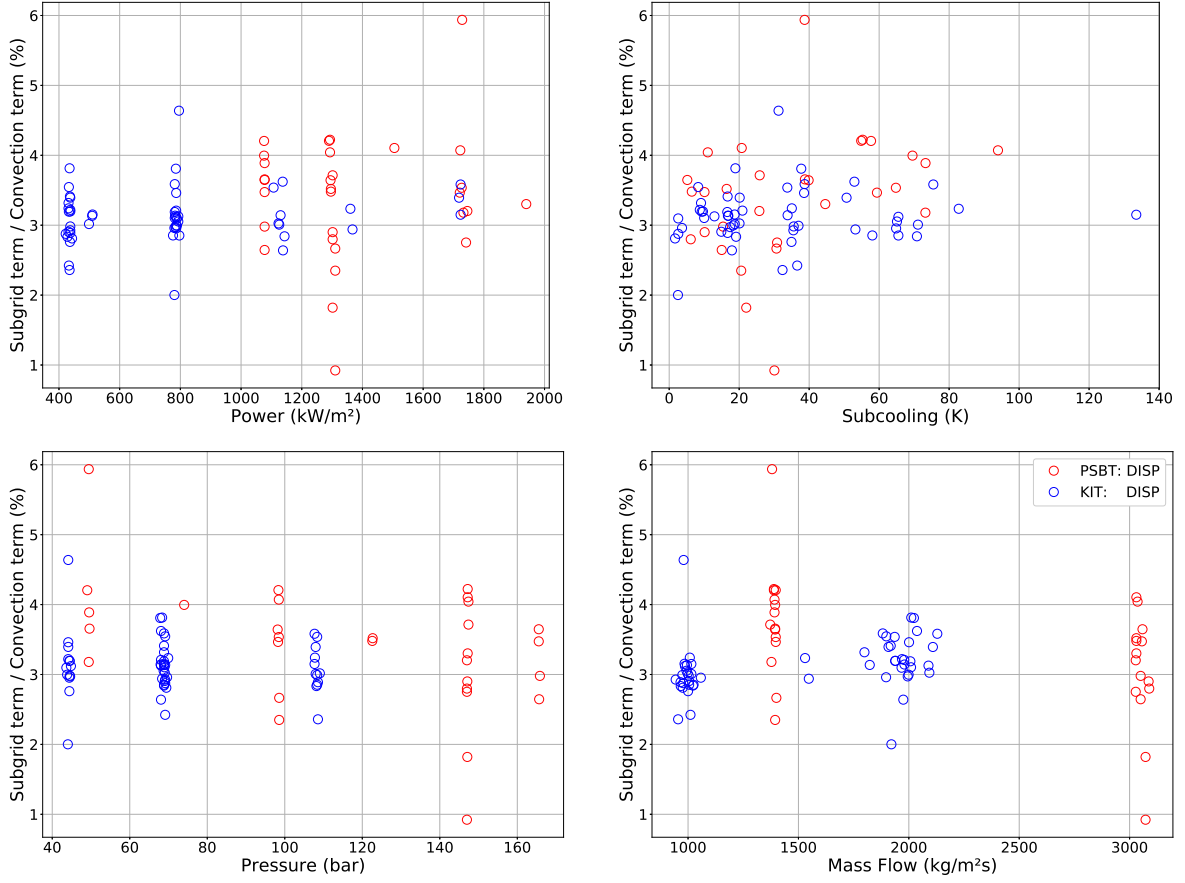 6
5
4
3
2
1
Subgrid term / Convection term (%)
400 600 800 1000 1200 1400 1600 1800 2000
Power (kW/m²)
6
5
4
3
2
1
Subgrid term / Convection term (%)
0 20 40 60 80 100 120 140
Subcooling (K)
6
5
4
3
2
1
Subgrid term / Convection term (%)
40 60 80 100 120 140 160
Pressure (bar)
6
5
4
3
2
1
Subgrid term / Convection term (%)
PSBT: DISP
KIT: DISP
1000 1500 2000 2500 3000
Mass Flow (kg/m²s)